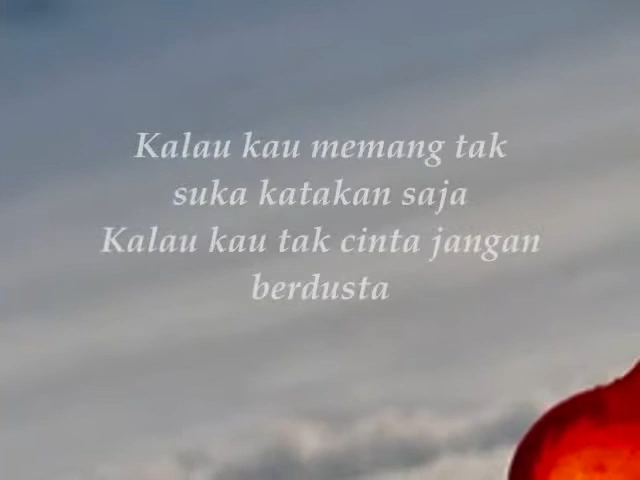 Kalau kau memang tak
suka katakan saja
Kalau kau tak cinta jangan
berdusta